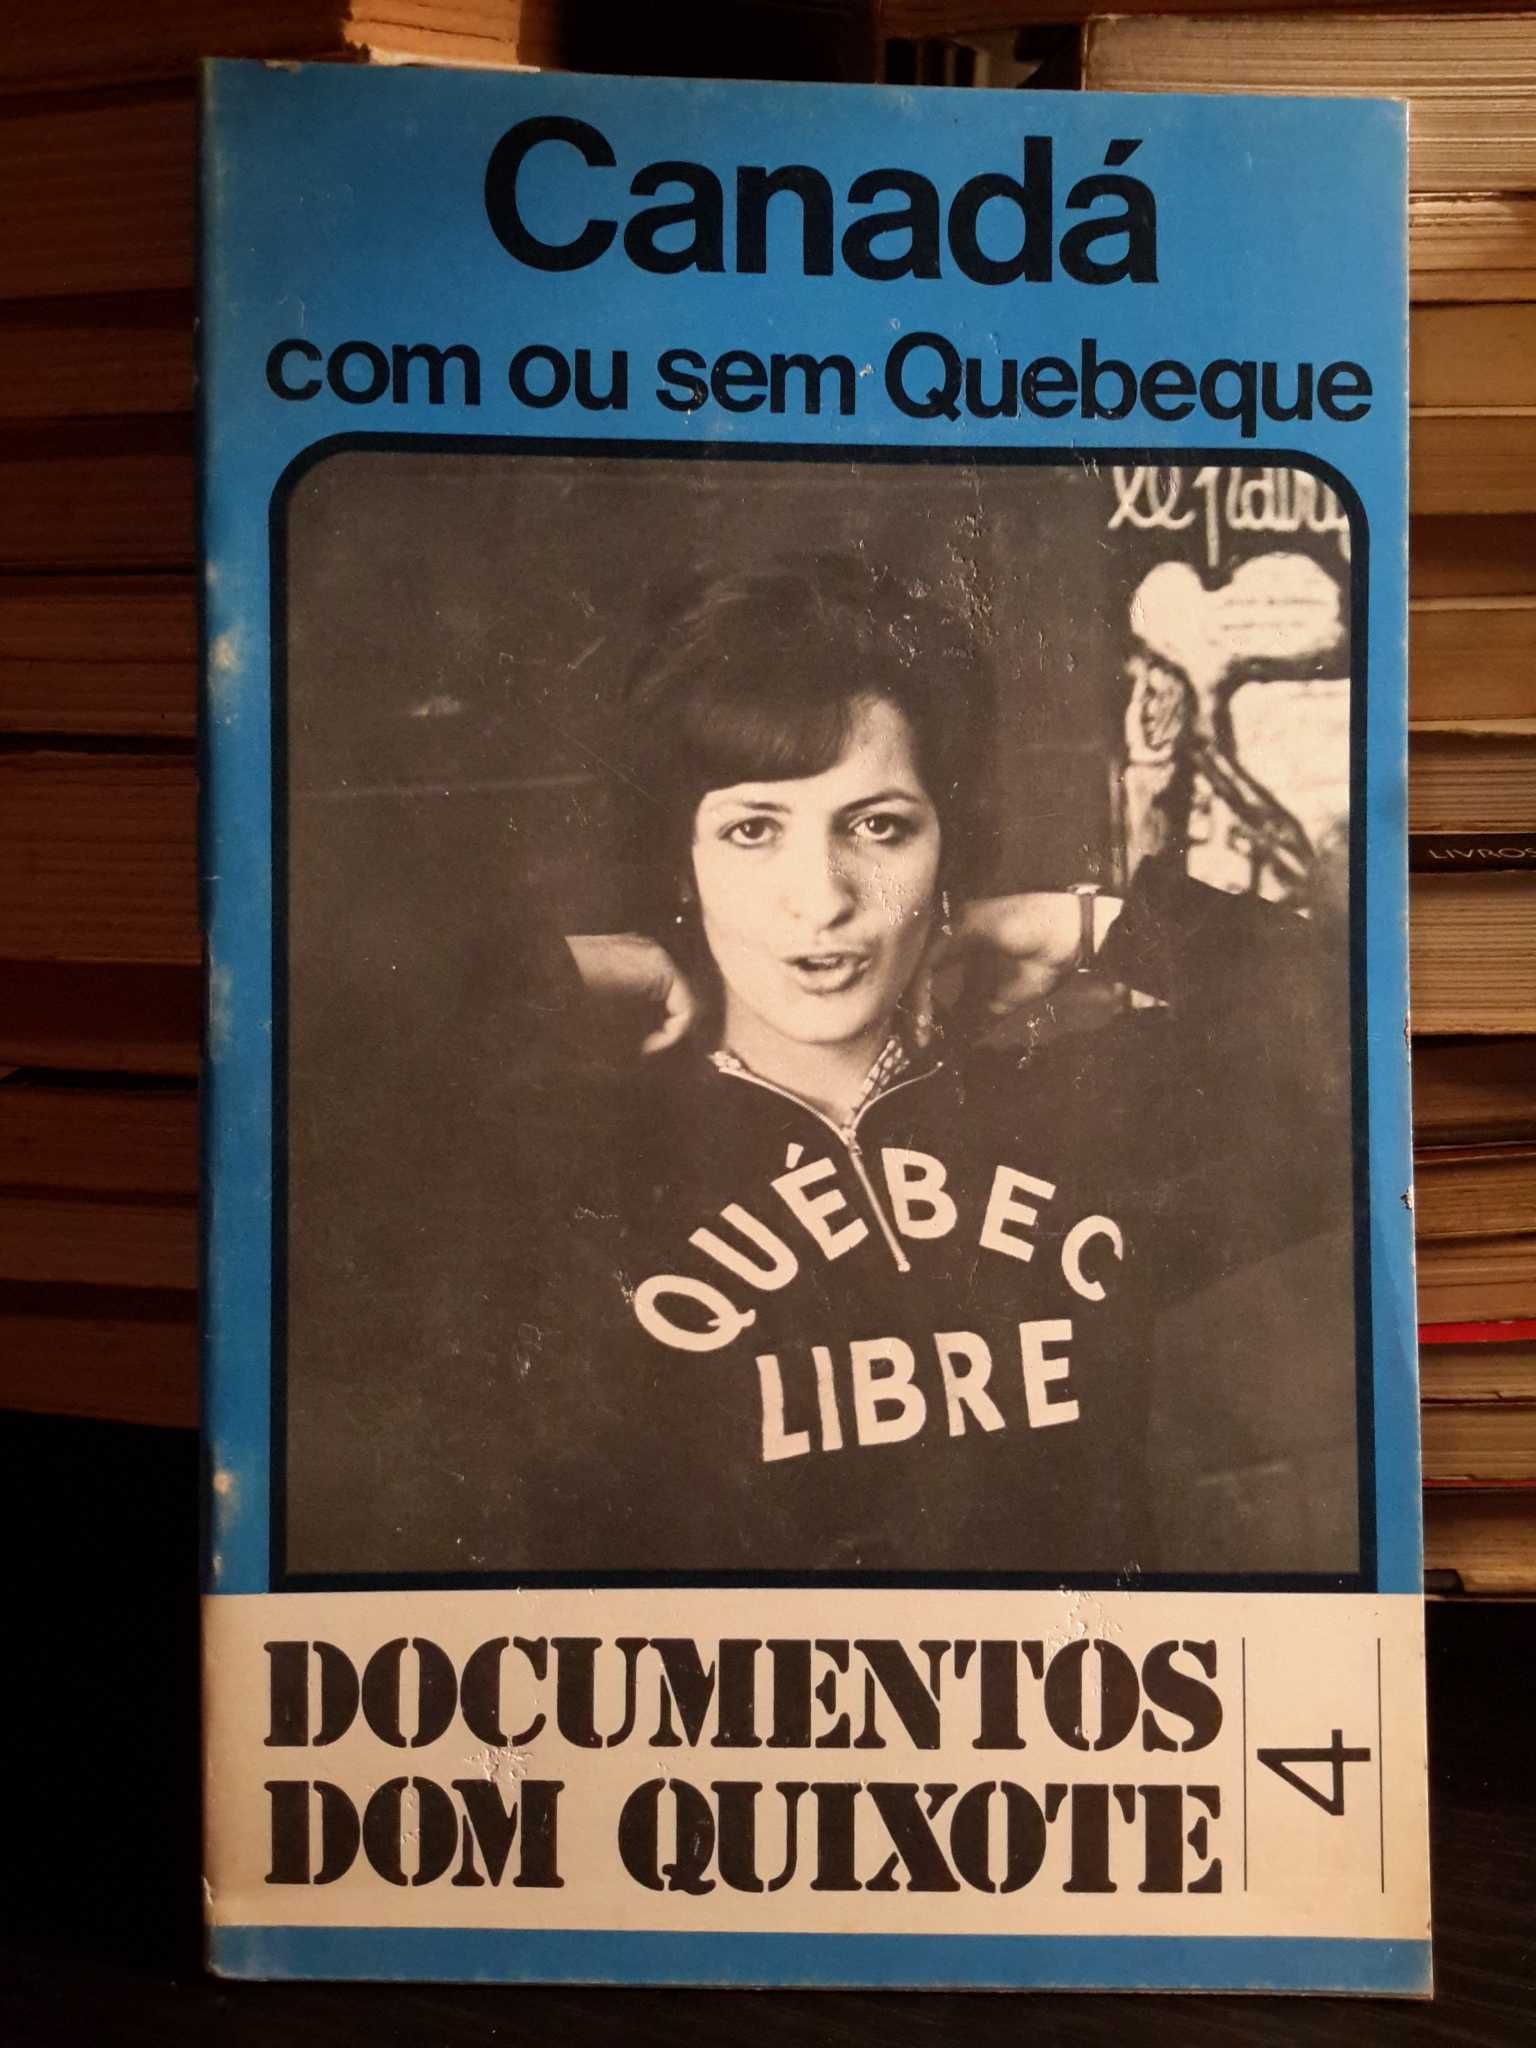 Canadá
com ou sem Quebeque
QUÉBEC
LIBRE
DOCUMENTOS
DOM QUIXOTE
4
LIVROS